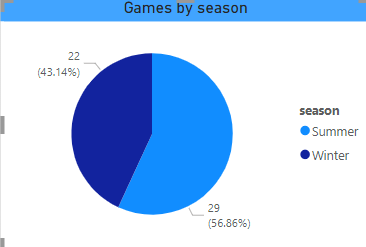 Games by season
22
(43.14%)
season
Summer
Winter
29
(56.86%)